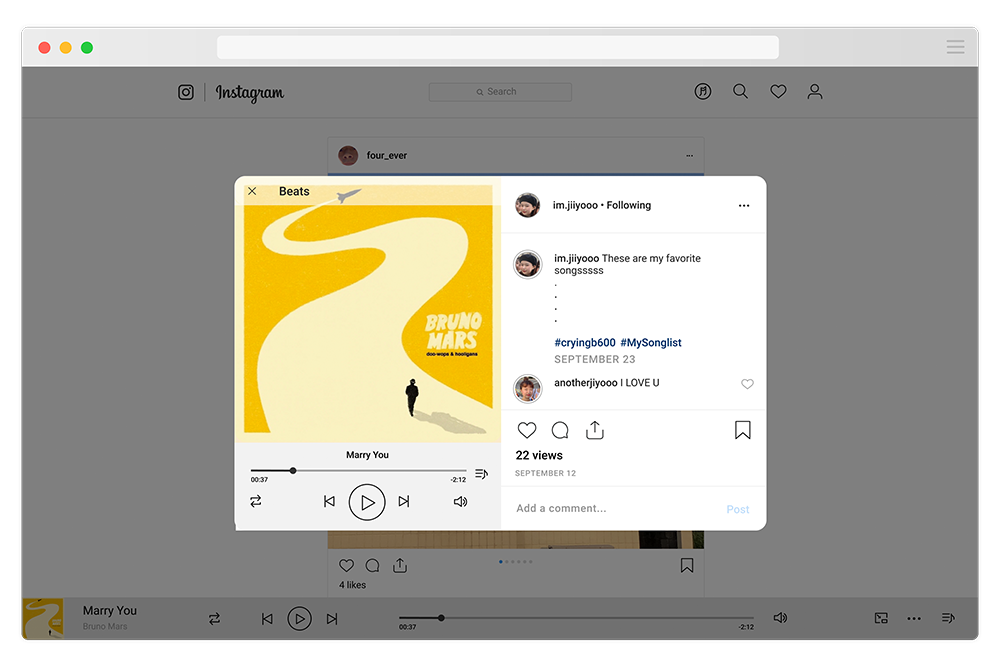 Instagram
Search
four_ever
Beats
BRUNO
MARS
doo-wops & hooligans
Marry You
00:37
-2:12
im.jiiyooo • Following
im.jiiyooo These are my favorite
songsssss
.
.
.
.
#cryingb600 #MySonglist
SEPTEMBER 23
anotherjiyooo I LOVE U
22 views
SEPTEMBER 12
Add a comment...
Post
4 likes
Marry You
Bruno Mars
00:37
-2:12